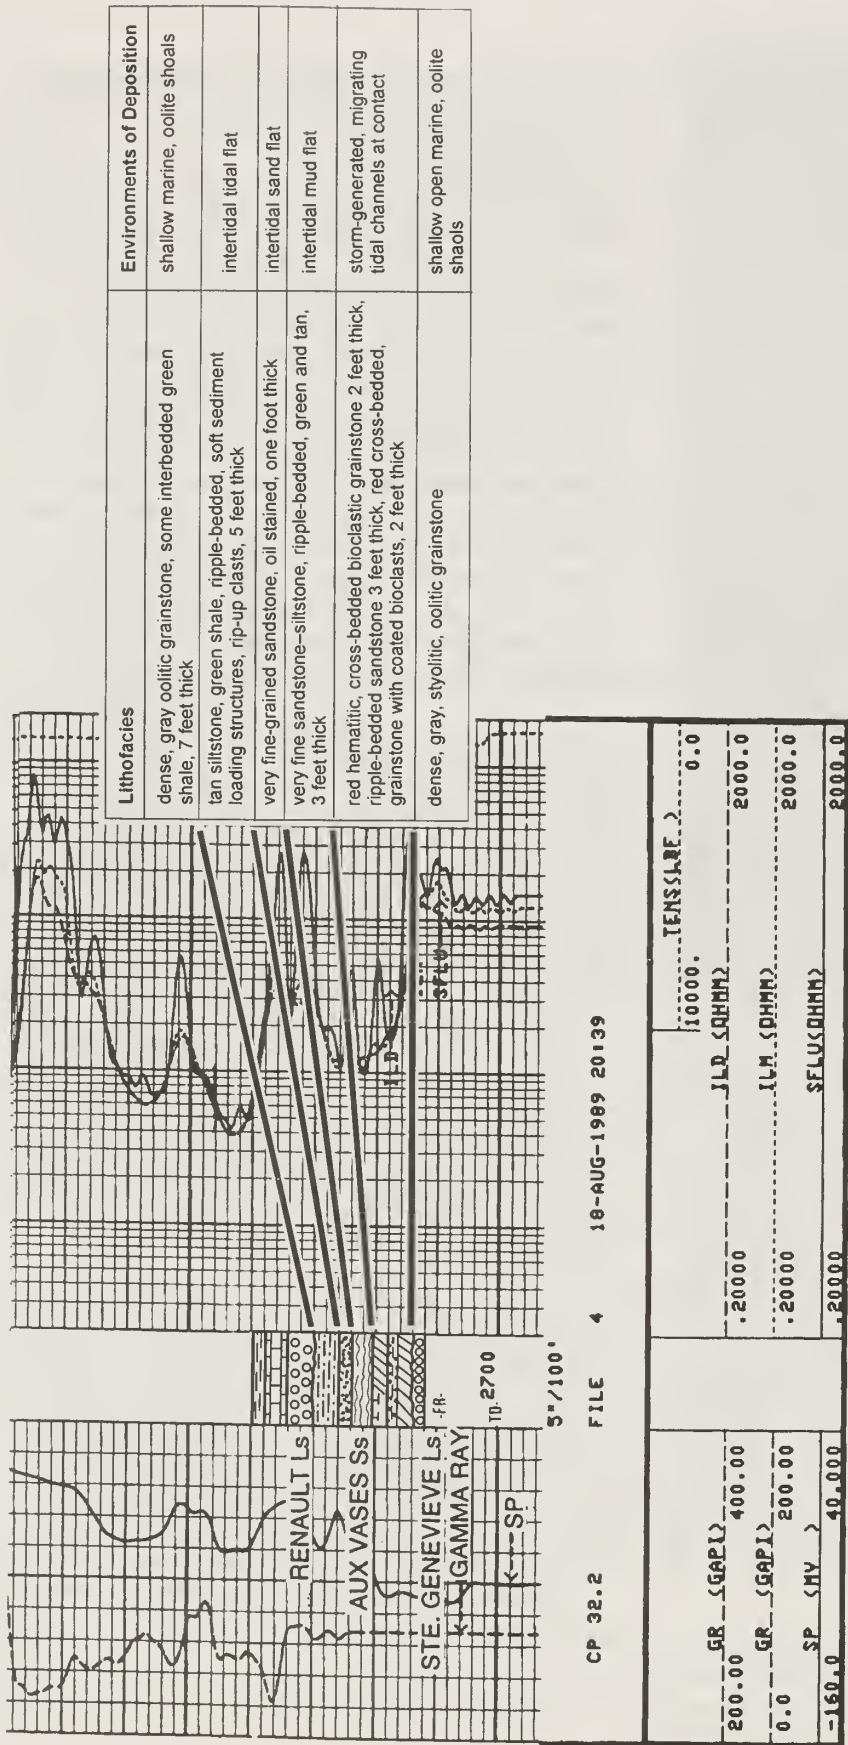 Lithofacies
Environments of Deposition
dense, gray oolitic grainstone, some interbedded green
shale, 7 feet thick
shallow marine, oolite shoals
tan siltstone, green shale, ripple-bedded, soft sediment
loading structures, rip-up clasts, 5 feet thick
intertidal tidal flat
very fine-grained sandstone, oil stained, one foot thick
intertidal sand flat
very fine sandstone–siltstone, ripple-bedded, green and tan,
3 feet thick
intertidal mud flat
red hematitic, cross-bedded bioclastic grainstone 2 feet thick,
ripple-bedded sandstone 3 feet thick, red cross-bedded,
grainstone with coated bioclasts, 2 feet thick
storm-generated, migrating
tidal channels at contact
dense, gray, styolitic, oolitic grainstone
shallow open marine, oolite
shaols
RENAULT Ls
AUX VASES Ss
STE. GENEVIEVE Ls
-FR-
<---GAMMA RAY
TD-2700
<---SP
ILD
SFLU
5"/100'
CP 32.2
FILE 4
18-AUG-1989 20:39
GR (GAPI)
200.00 400.00
GR (GAPI)
0.0 200.00
SP (MV )
-160.0 40.000
TENS(LBF )
10000. 0.0
ILD (OHMM)
.20000 2000.0
ILM (OHMM)
.20000 2000.0
SFLU(OHMM)
.20000 2000.0